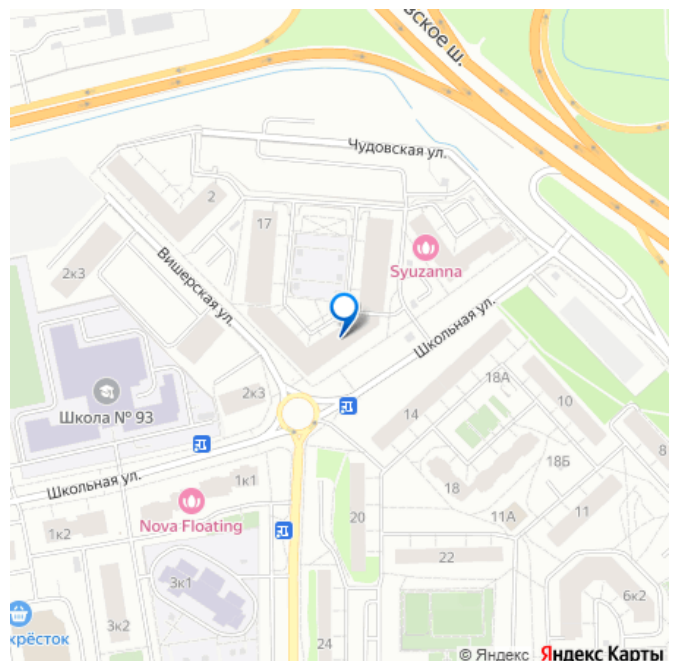 вское ш.
Чудовская ул.
2
17
Syuzanna
2к3
Вишерская ул.
Школьная ул.
18А
10
Школа № 93
2к3
14
8
18Б
Школьная ул.
1к1
18
Nova Floating
11А
11
20
1к2
22
3к1
6к2
крёсток
3к2
24
© Яндекс Яндекс Карты